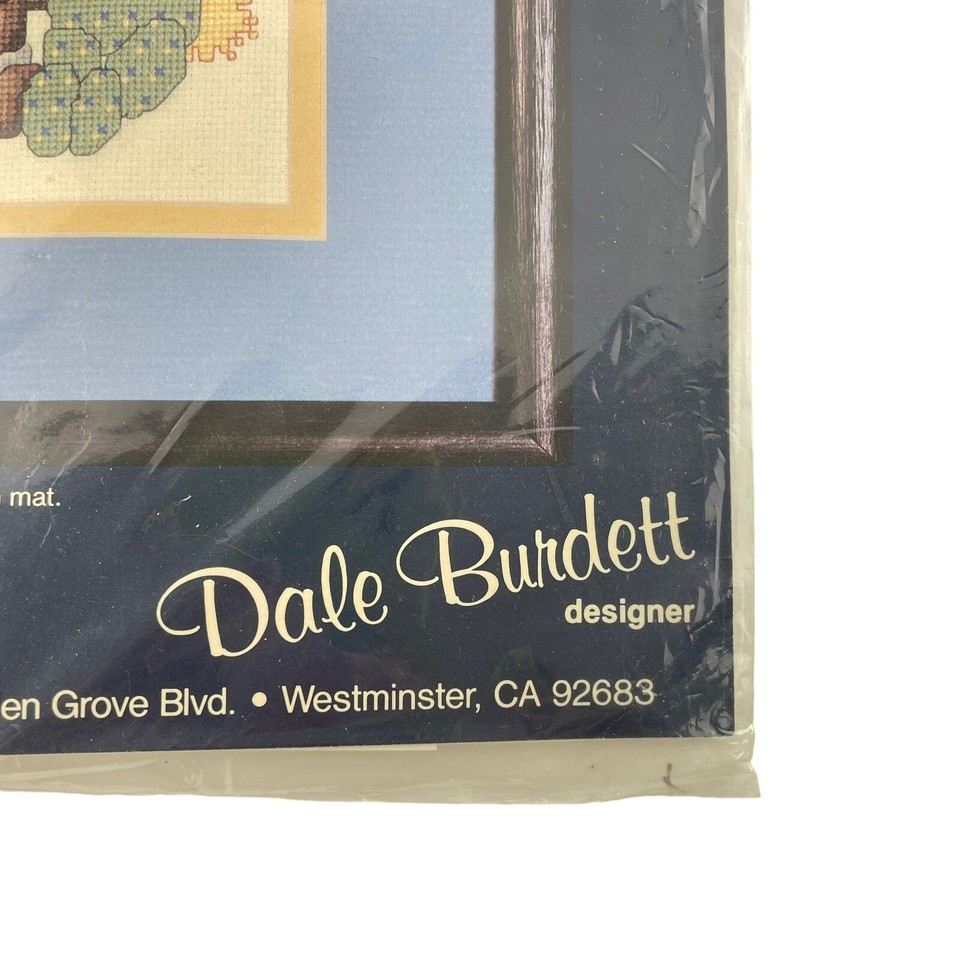 mat.
Dale Burdett
designer
en Grove Blvd. • Westminster, CA 92683